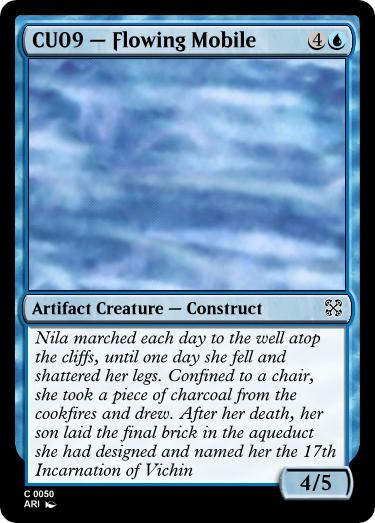 CU09 — Flowing Mobile 4
Artifact Creature — Construct
Nila marched each day to the well atop
the cliffs, until one day she fell and
shattered her legs. Confined to a chair,
she took a piece of charcoal from the
cookfires and drew. After her death, her
son laid the final brick in the aqueduct
she had designed and named her the 17th
Incarnation of Vichin
4/5
C 0050
ARI